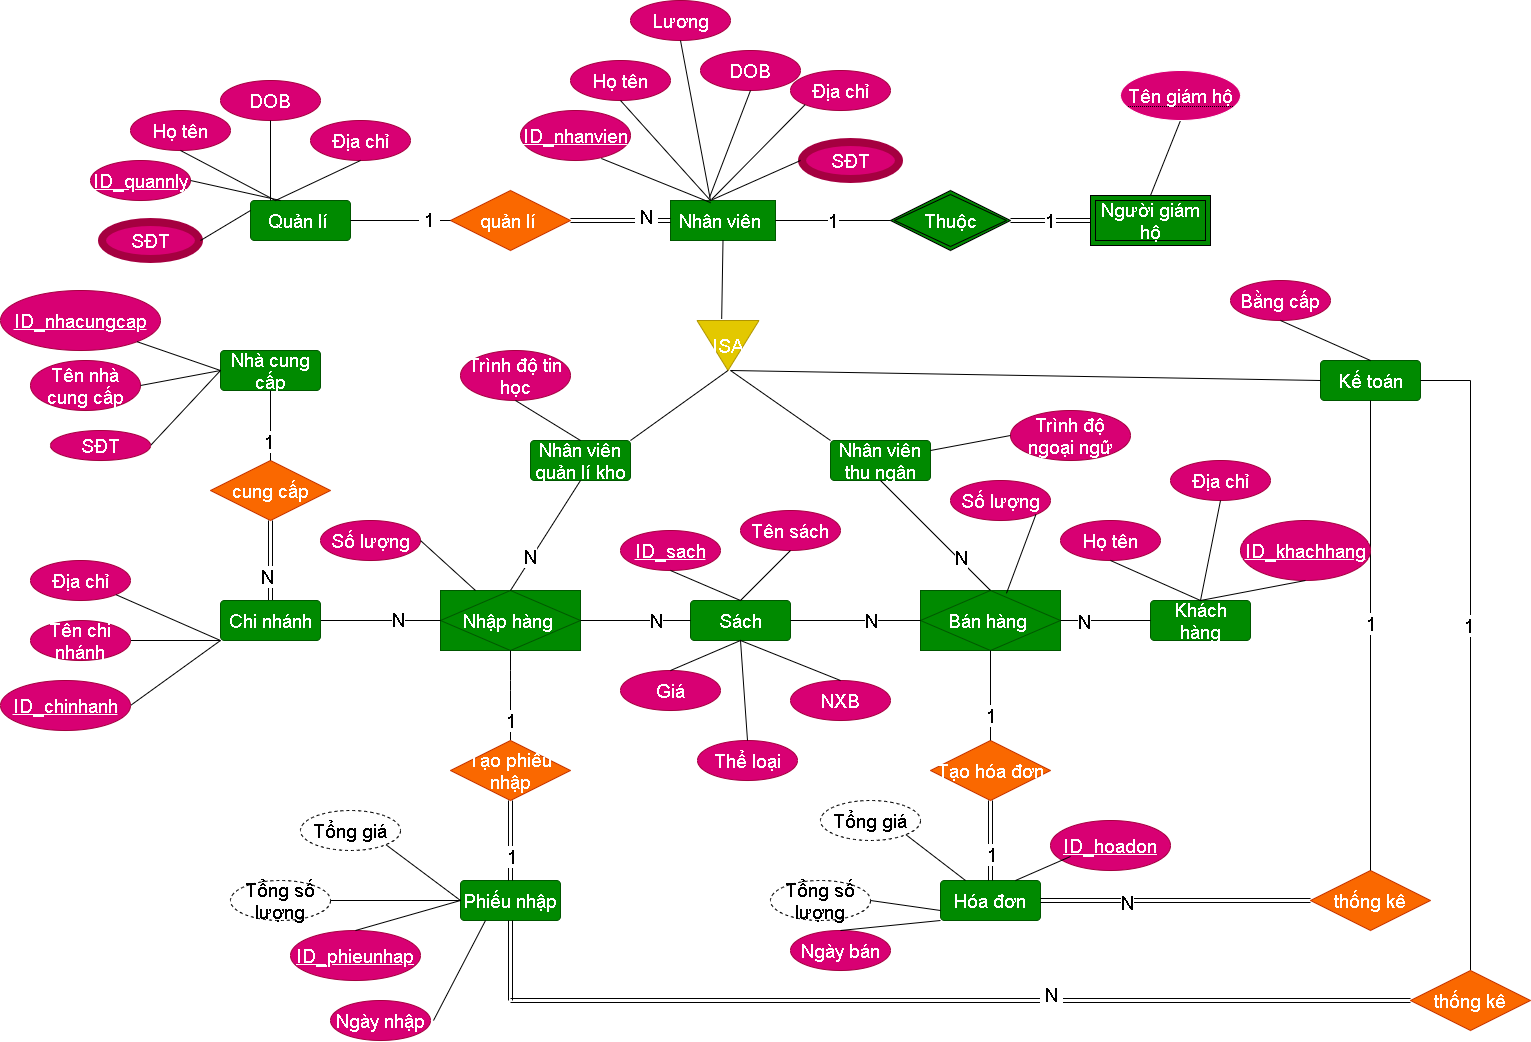 Lương
Họ tên
DOB
Địa chỉ
ID_nhanvien
SĐT
DOB
Họ tên
Địa chỉ
ID_quannly
SĐT
Tên giám hộ
Quản lí
1
quản lí
N
Nhân viên
1
Thuộc
1
Người giám
hộ
ID_nhacungcap
Tên nhà
cung cấp
SĐT
Nhà cung
cấp
1
cung cấp
N
ISA
Bằng cấp
Kế toán
Trình độ tin
học
Nhân viên
quản lí kho
Nhân viên
thu ngân
Trình độ
ngoại ngữ
Số lượng
N
ID_sach
Tên sách
N
Số lượng
Họ tên
Địa chỉ
ID_khachhang
Địa chỉ
Tên chi
nhánh
ID_chinhanh
Chi nhánh
N
Nhập hàng
N
Sách
N
Bán hàng
N
Khách
hàng
1
1
Giá
Thể loại
NXB
1
Tạo phiếu
nhập
1
1
Tạo hóa đơn
1
Tổng giá
Tổng số
lượng
ID_phieunhap
Ngày nhập
Phiếu nhập
Tổng giá
Tổng số
lượng
Ngày bán
ID_hoadon
Hóa đơn
N
thống kê
N
thống kê